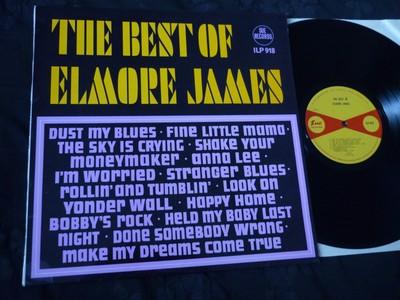 THE BEST OF
ELMORE JAMES
SUE
RECORDS
ILP 918
DUST MY BLUES · FINE LITTLE MAMA ·
THE SKY IS CRYING · SHAKE YOUR
MONEYMAKER · ANNA LEE ·
I'M WORRIED · STRANGER BLUES ·
ROLLIN' AND TUMBLIN' · LOOK ON
YONDER WALL · HAPPY HOME ·
BOBBY'S ROCK · HELD MY BABY LAST
NIGHT · DONE SOMEBODY WRONG ·
MAKE MY DREAMS COME TRUE